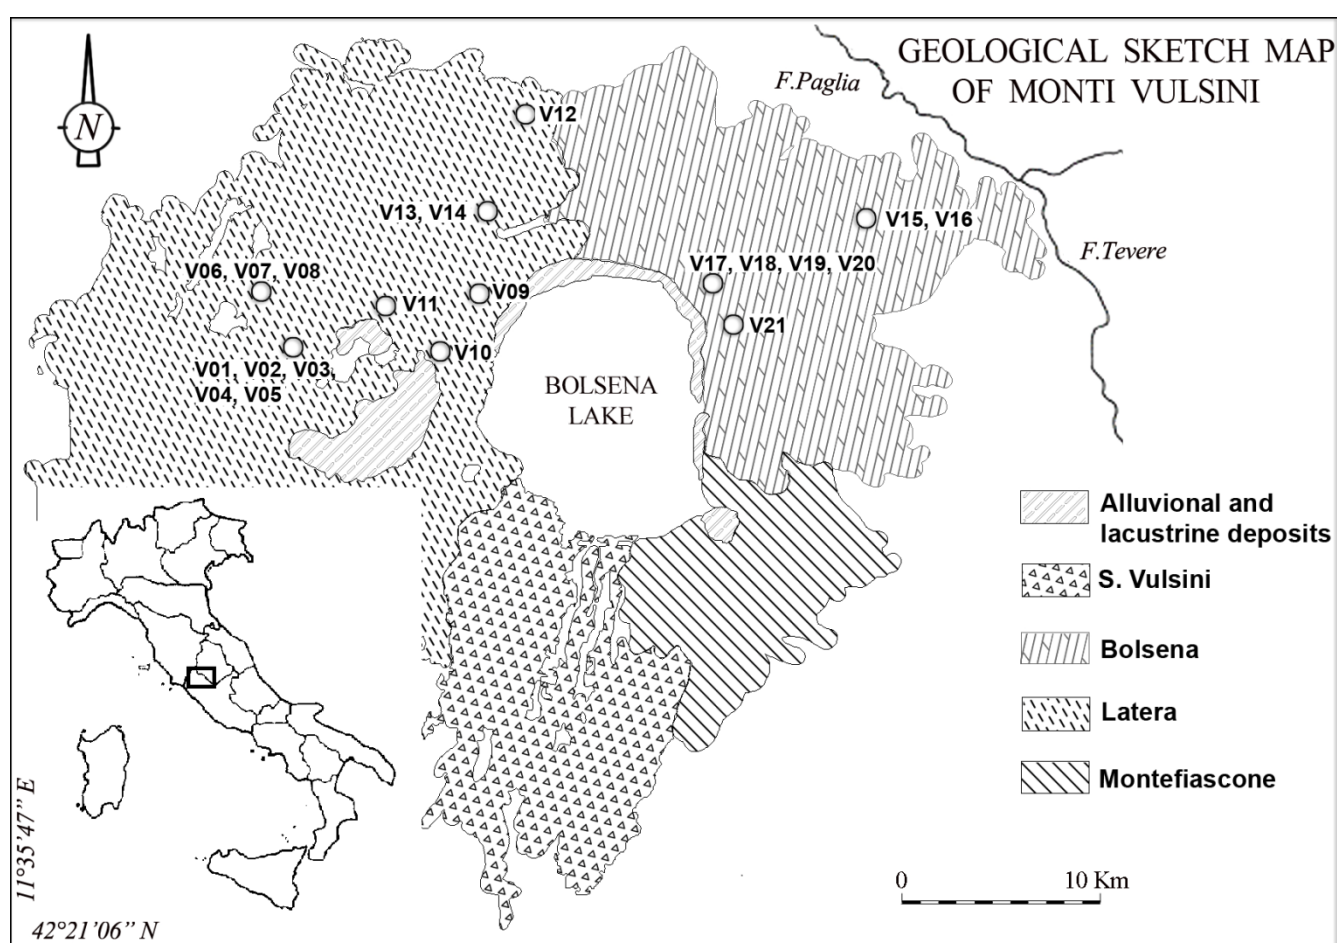 GEOLOGICAL SKETCH MAP
OF MONTI VULSINI
F.Paglia
N
V12
V13, V14
V15, V16
F.Tevere
V06, V07, V08
V17, V18, V19, V20
V11
V09
V21
V10
V01, V02, V03,
V04, V05
BOLSENA
LAKE
Alluvional and
lacustrine deposits
S. Vulsini
Bolsena
Latera
Montefiascone
11°35'47'' E
0 10 Km
42°21'06'' N